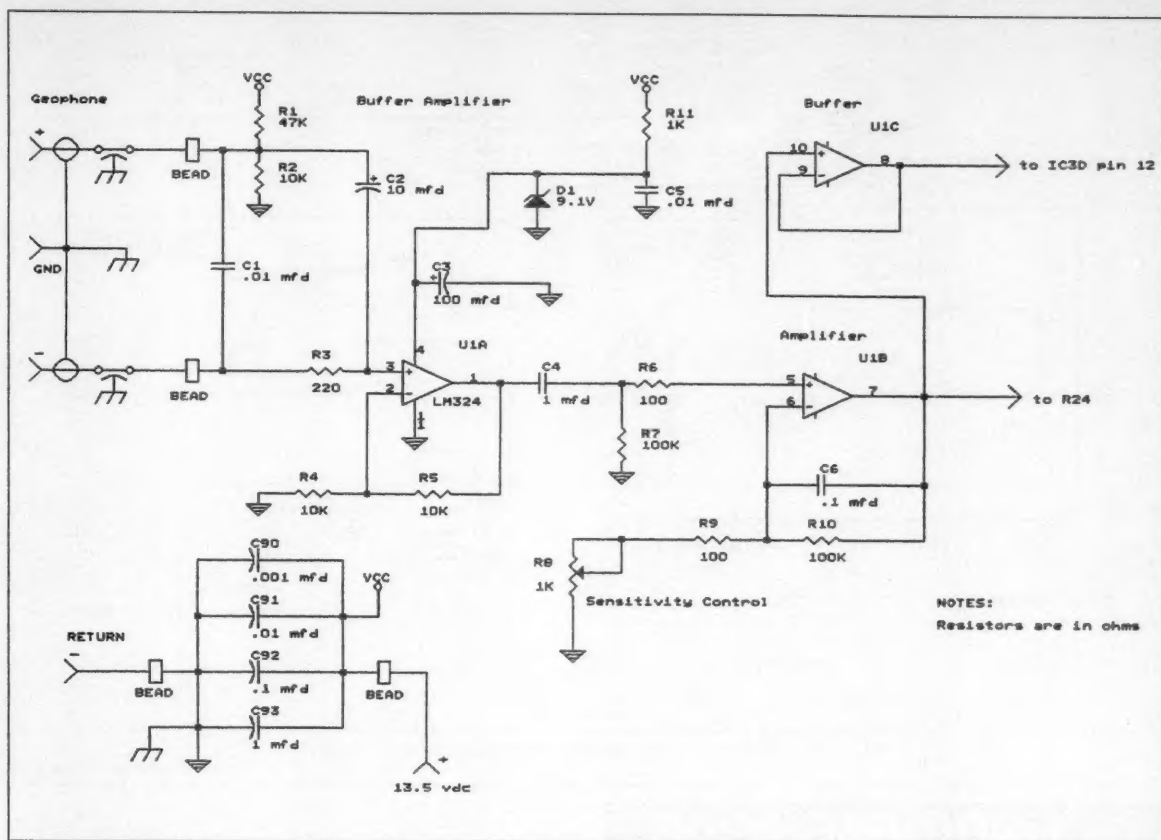 Geophone
+
BEAD
GND
-
BEAD
VCC
R1
47K
R2
10K
C1
.01 mfd
Buffer Amplifier
+
C2
10 mfd
R3
220
+
C3
100 mfd
4
U1A
3
+
2
-
1
LM324
R4
10K
R5
10K
D1
9.1V
VCC
R11
1K
C5
.01 mfd
C4
1 mfd
R6
100
R7
100K
Buffer
U1C
10
+
9
-
8
to IC3D pin 12
Amplifier
U1B
5
+
6
-
7
to R24
C6
.1 mfd
R9
100
R10
100K
R8
1K
Sensitivity Control
C90
.001 mfd
C91
.01 mfd
C92
.1 mfd
C93
1 mfd
VCC
RETURN
-
BEAD
BEAD
+
13.5 vdc
NOTES:
Resistors are in ohms